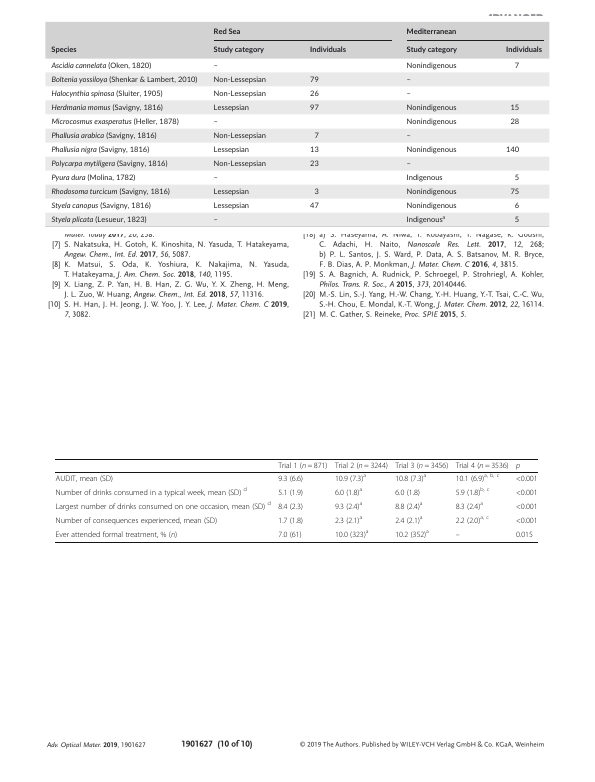 Red Sea Mediterranean
Species Study category Individuals Study category Individuals
Ascidia cannelata (Oken, 1820) – Nonindigenous 7
Boltenia yossiloya (Shenkar & Lambert, 2010) Non-Lessepsian 79 –
Halocynthia spinosa (Sluiter, 1905) Non-Lessepsian 26 –
Herdmania momus (Savigny, 1816) Lessepsian 97 Nonindigenous 15
Microcosmus exasperatus (Heller, 1878) – Nonindigenous 28
Phallusia arabica (Savigny, 1816) Non-Lessepsian 7 –
Phallusia nigra (Savigny, 1816) Lessepsian 13 Nonindigenous 140
Polycarpa mytiligera (Savigny, 1816) Non-Lessepsian 23 –
Pyura dura (Molina, 1782) – Indigenous 5
Rhodosoma turcicum (Savigny, 1816) Lessepsian 3 Nonindigenous 75
Styela canopus (Savigny, 1816) Lessepsian 47 Nonindigenous 6
Styela plicata (Lesueur, 1823) – Indigenousa 5
Mater. Today 2017, 20, 258.
[7] S. Nakatsuka, H. Gotoh, K. Kinoshita, N. Yasuda, T. Hatakeyama,
Angew. Chem., Int. Ed. 2017, 56, 5087.
[8] K. Matsui, S. Oda, K. Yoshiura, K. Nakajima, N. Yasuda,
T. Hatakeyama, J. Am. Chem. Soc. 2018, 140, 1195.
[9] X. Liang, Z. P. Yan, H. B. Han, Z. G. Wu, Y. X. Zheng, H. Meng,
J. L. Zuo, W. Huang, Angew. Chem., Int. Ed. 2018, 57, 11316.
[10] S. H. Han, J. H. Jeong, J. W. Yoo, J. Y. Lee, J. Mater. Chem. C 2019,
7, 3082.
[18] a) S. Haseyama, A. Niwa, T. Kobayashi, T. Nagase, K. Goushi,
C. Adachi, H. Naito, Nanoscale Res. Lett. 2017, 12, 268;
b) P. L. Santos, J. S. Ward, P. Data, A. S. Batsanov, M. R. Bryce,
F. B. Dias, A. P. Monkman, J. Mater. Chem. C 2016, 4, 3815.
[19] S. A. Bagnich, A. Rudnick, P. Schroegel, P. Strohriegl, A. Kohler,
Philos. Trans. R. Soc., A 2015, 373, 20140446.
[20] M.-S. Lin, S.-J. Yang, H.-W. Chang, Y.-H. Huang, Y.-T. Tsai, C.-C. Wu,
S.-H. Chou, E. Mondal, K.-T. Wong, J. Mater. Chem. 2012, 22, 16114.
[21] M. C. Gather, S. Reineke, Proc. SPIE 2015, 5.
Trial 1 (n = 871) Trial 2 (n = 3244) Trial 3 (n = 3456) Trial 4 (n = 3536) p
AUDIT, mean (SD) 9.3 (6.6) 10.9 (7.3)a 10.8 (7.3)a 10.1 (6.9)a, b, c <0.001
Number of drinks consumed in a typical week, mean (SD) d 5.1 (1.9) 6.0 (1.8)a 6.0 (1.8) 5.9 (1.8)b, c <0.001
Largest number of drinks consumed on one occasion, mean (SD) d 8.4 (2.3) 9.3 (2.4)a 8.8 (2.4)a 8.3 (2.4)a <0.001
Number of consequences experienced, mean (SD) 1.7 (1.8) 2.3 (2.1)a 2.4 (2.1)a 2.2 (2.0)a, c <0.001
Ever attended formal treatment, % (n) 7.0 (61) 10.0 (323)a 10.2 (352)a – 0.015
Adv. Optical Mater. 2019, 1901627 1901627 (10 of 10) © 2019 The Authors. Published by WILEY-VCH Verlag GmbH & Co. KGaA, Weinheim